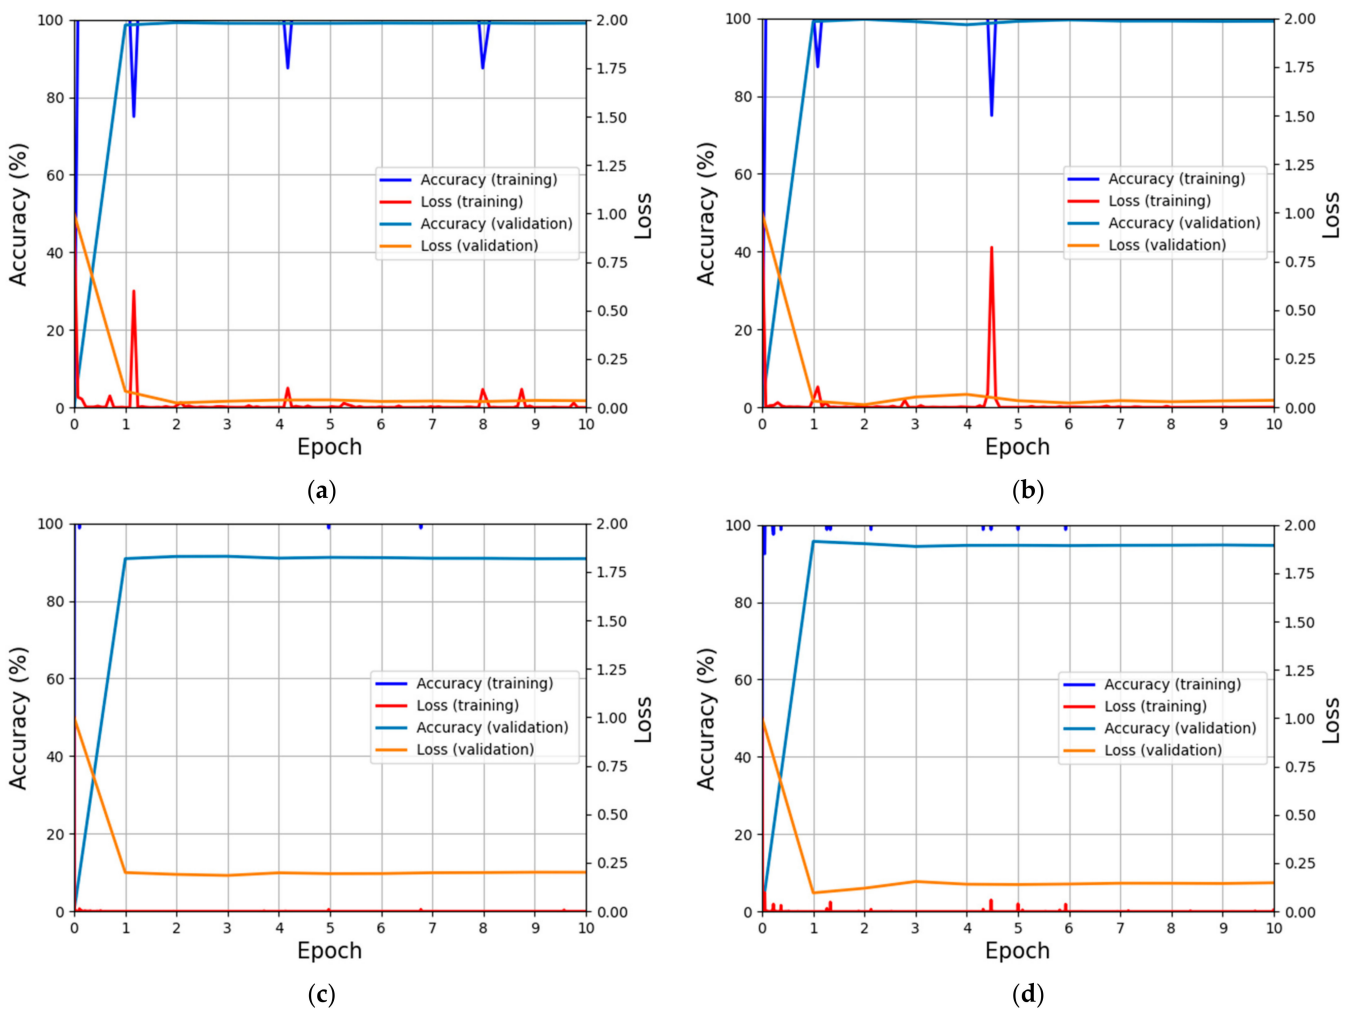 100
80
60
40
20
0
Accuracy (%)
2.00
1.75
1.50
1.25
1.00
0.75
0.50
0.25
0.00
Loss
Accuracy (training)
Loss (training)
Accuracy (validation)
Loss (validation)
0 1 2 3 4 5 6 7 8 9 10
Epoch
(a)
100
80
60
40
20
0
Accuracy (%)
2.00
1.75
1.50
1.25
1.00
0.75
0.50
0.25
0.00
Loss
Accuracy (training)
Loss (training)
Accuracy (validation)
Loss (validation)
0 1 2 3 4 5 6 7 8 9 10
Epoch
(b)
100
80
60
40
20
0
Accuracy (%)
2.00
1.75
1.50
1.25
1.00
0.75
0.50
0.25
0.00
Loss
Accuracy (training)
Loss (training)
Accuracy (validation)
Loss (validation)
0 1 2 3 4 5 6 7 8 9 10
Epoch
(c)
100
80
60
40
20
0
Accuracy (%)
2.00
1.75
1.50
1.25
1.00
0.75
0.50
0.25
0.00
Loss
Accuracy (training)
Loss (training)
Accuracy (validation)
Loss (validation)
0 1 2 3 4 5 6 7 8 9 10
Epoch
(d)